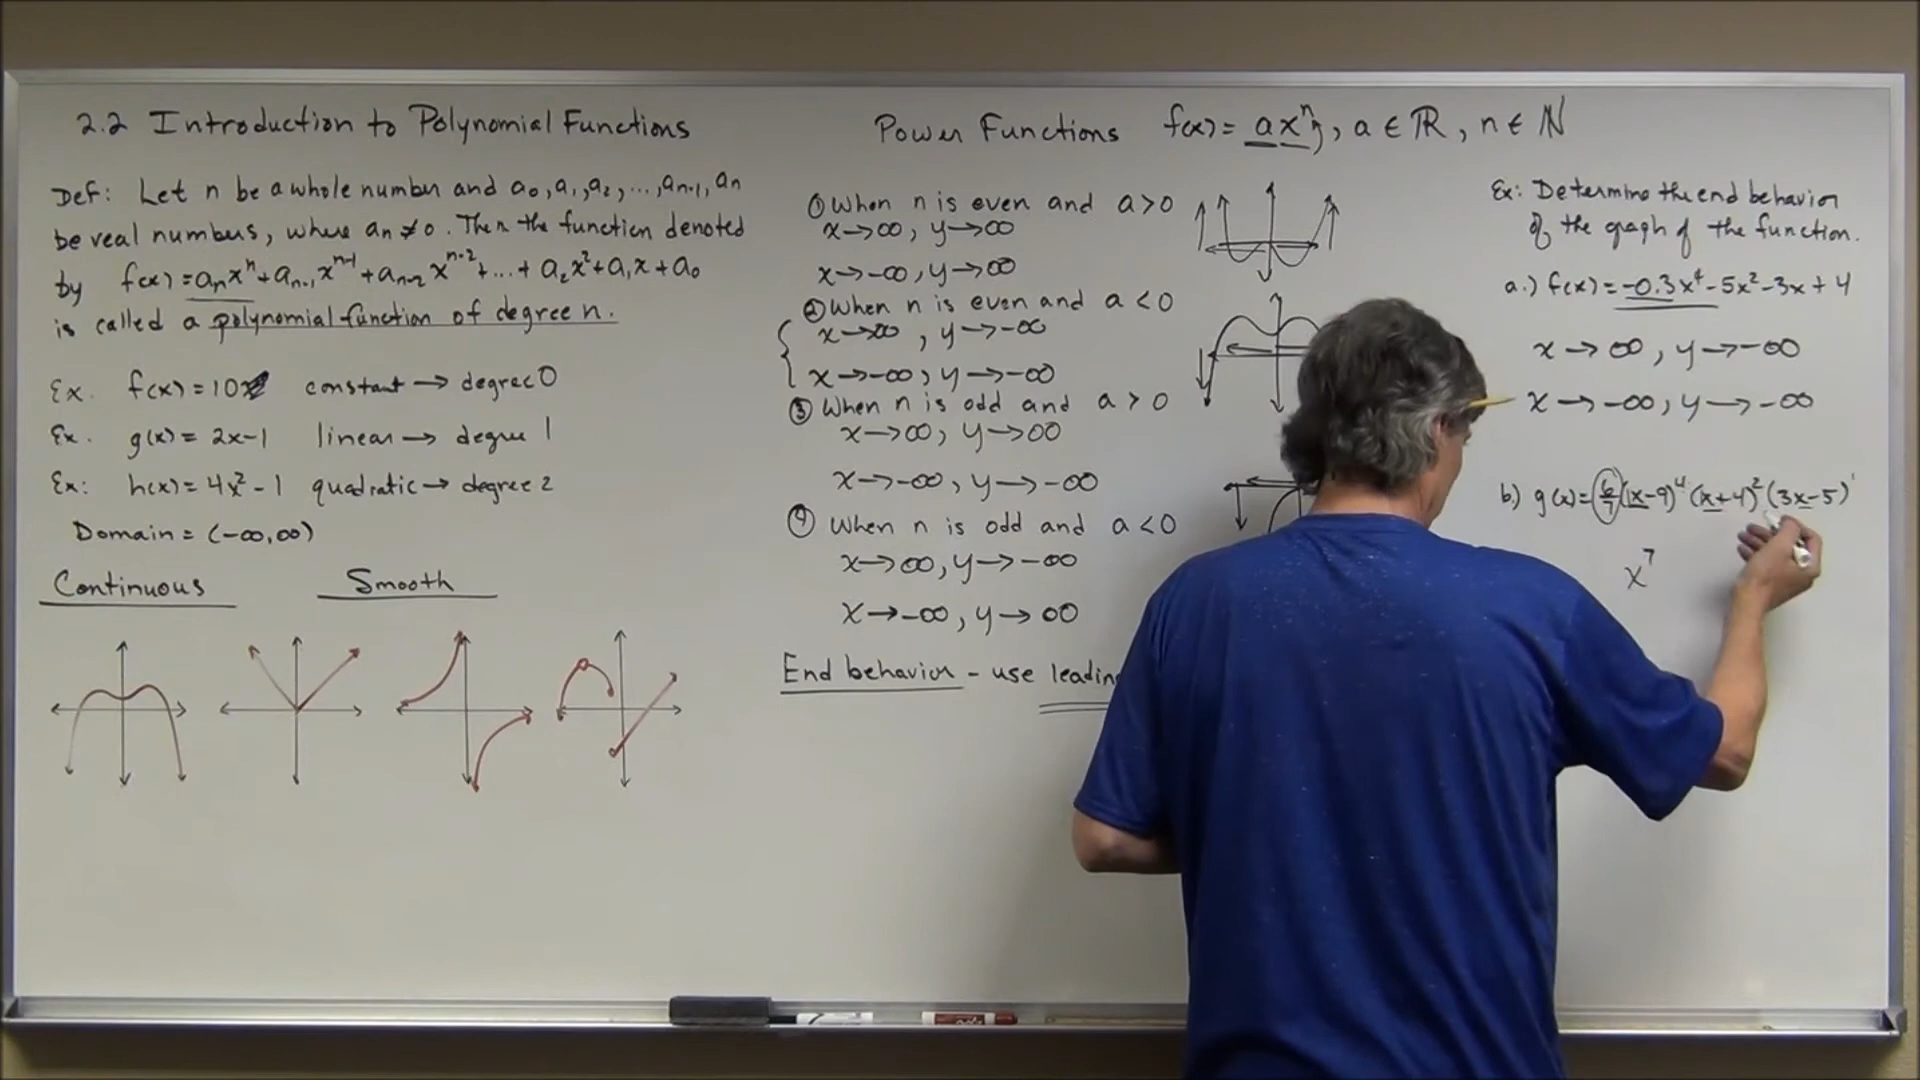 2.2 Introduction to Polynomial Functions
Def: Let n be a whole number and a₀, a₁, a₂, ..., aₙ₋₁, aₙ
be real numbers, where aₙ ≠ 0. Then the function denoted
by f(x) = aₙxⁿ + aₙ₋₁xⁿ⁻¹ + aₙ₋₂xⁿ⁻² + ... + a₂x² + a₁x + a₀
is called a polynomial function of degree n.
Ex. f(x) = 10 constant → degree 0
Ex. g(x) = 2x-1 linear → degree 1
Ex: h(x) = 4x² - 1 quadratic → degree 2
Domain = (-∞,∞)
Continuous Smooth
Power Functions f(x) = axⁿ, a ∈ ℝ, n ∈ ℕ
① When n is even and a > 0
x → ∞, y → ∞
x → -∞, y → ∞
② When n is even and a < 0
x → ∞, y → -∞
x → -∞, y → -∞
③ When n is odd and a > 0
x → ∞, y → ∞
x → -∞, y → -∞
④ When n is odd and a < 0
x → ∞, y → -∞
x → -∞, y → ∞
End behavior - use leading
Ex: Determine the end behavior
of the graph of the function.
a.) f(x) = -0.3x⁴ - 5x² - 3x + 4
x → ∞, y → -∞
x → -∞, y → -∞
b) g(x) = 6/7 (1x-9)⁴ (x+4)² (3x-5)¹
x⁷